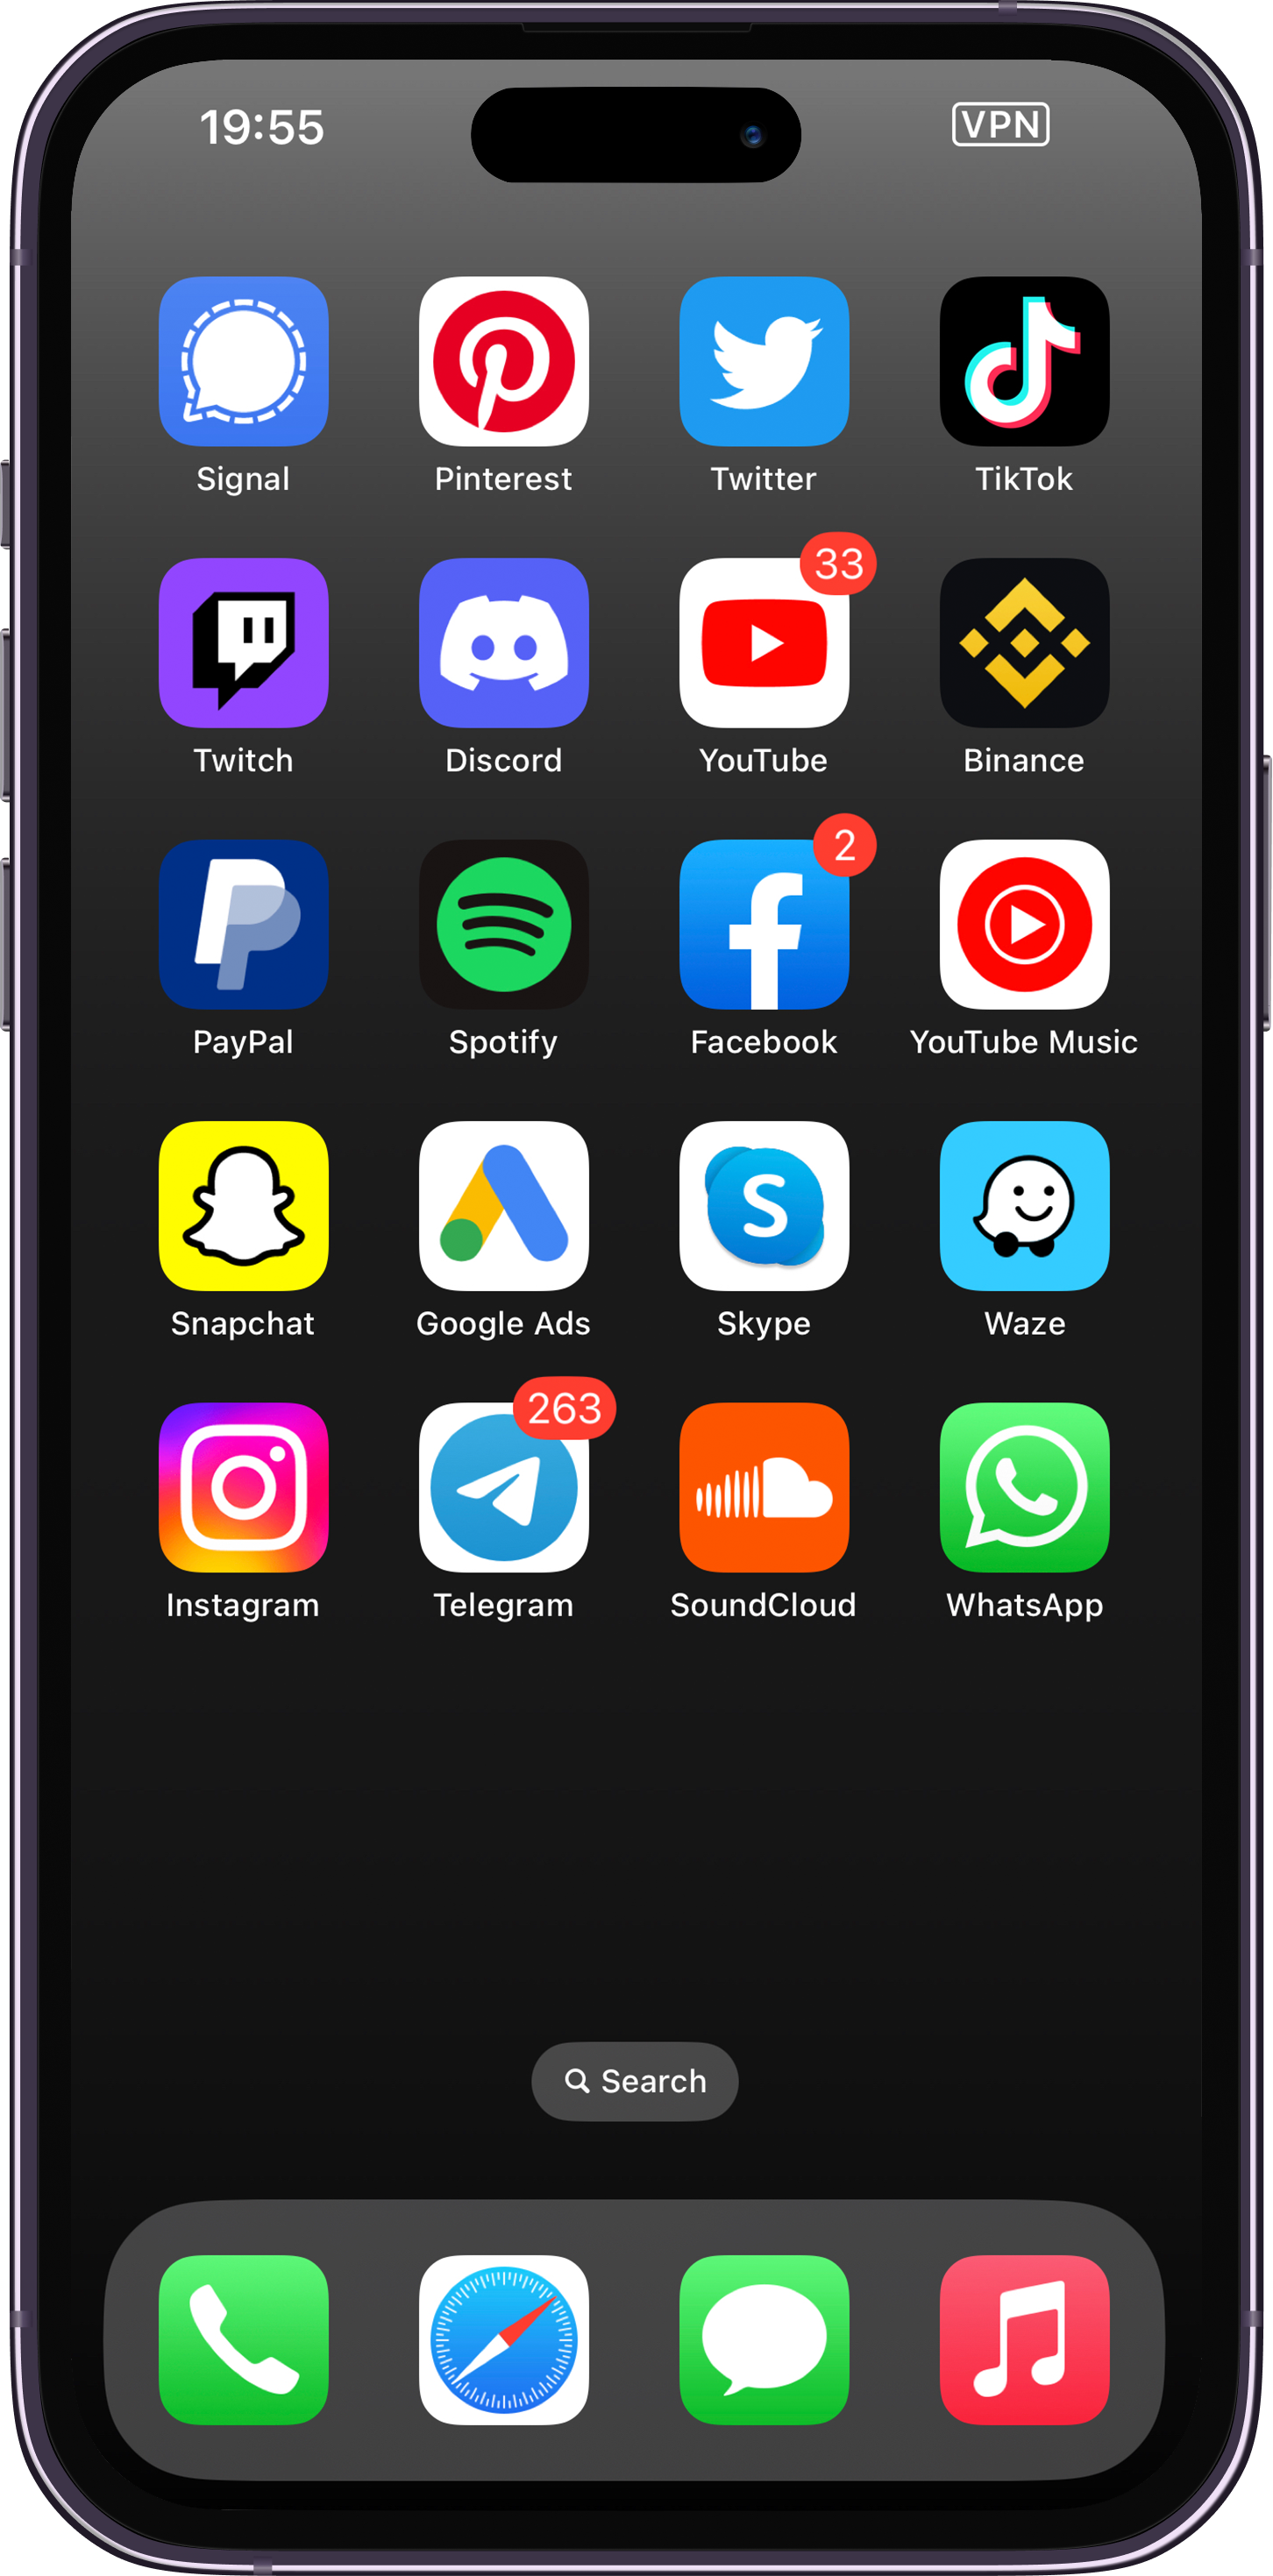 19:55 VPN
Signal Pinterest Twitter TikTok
33
Twitch Discord YouTube Binance
2
PayPal Spotify Facebook YouTube Music
Snapchat Google Ads Skype Waze
263
Instagram Telegram SoundCloud WhatsApp
Search